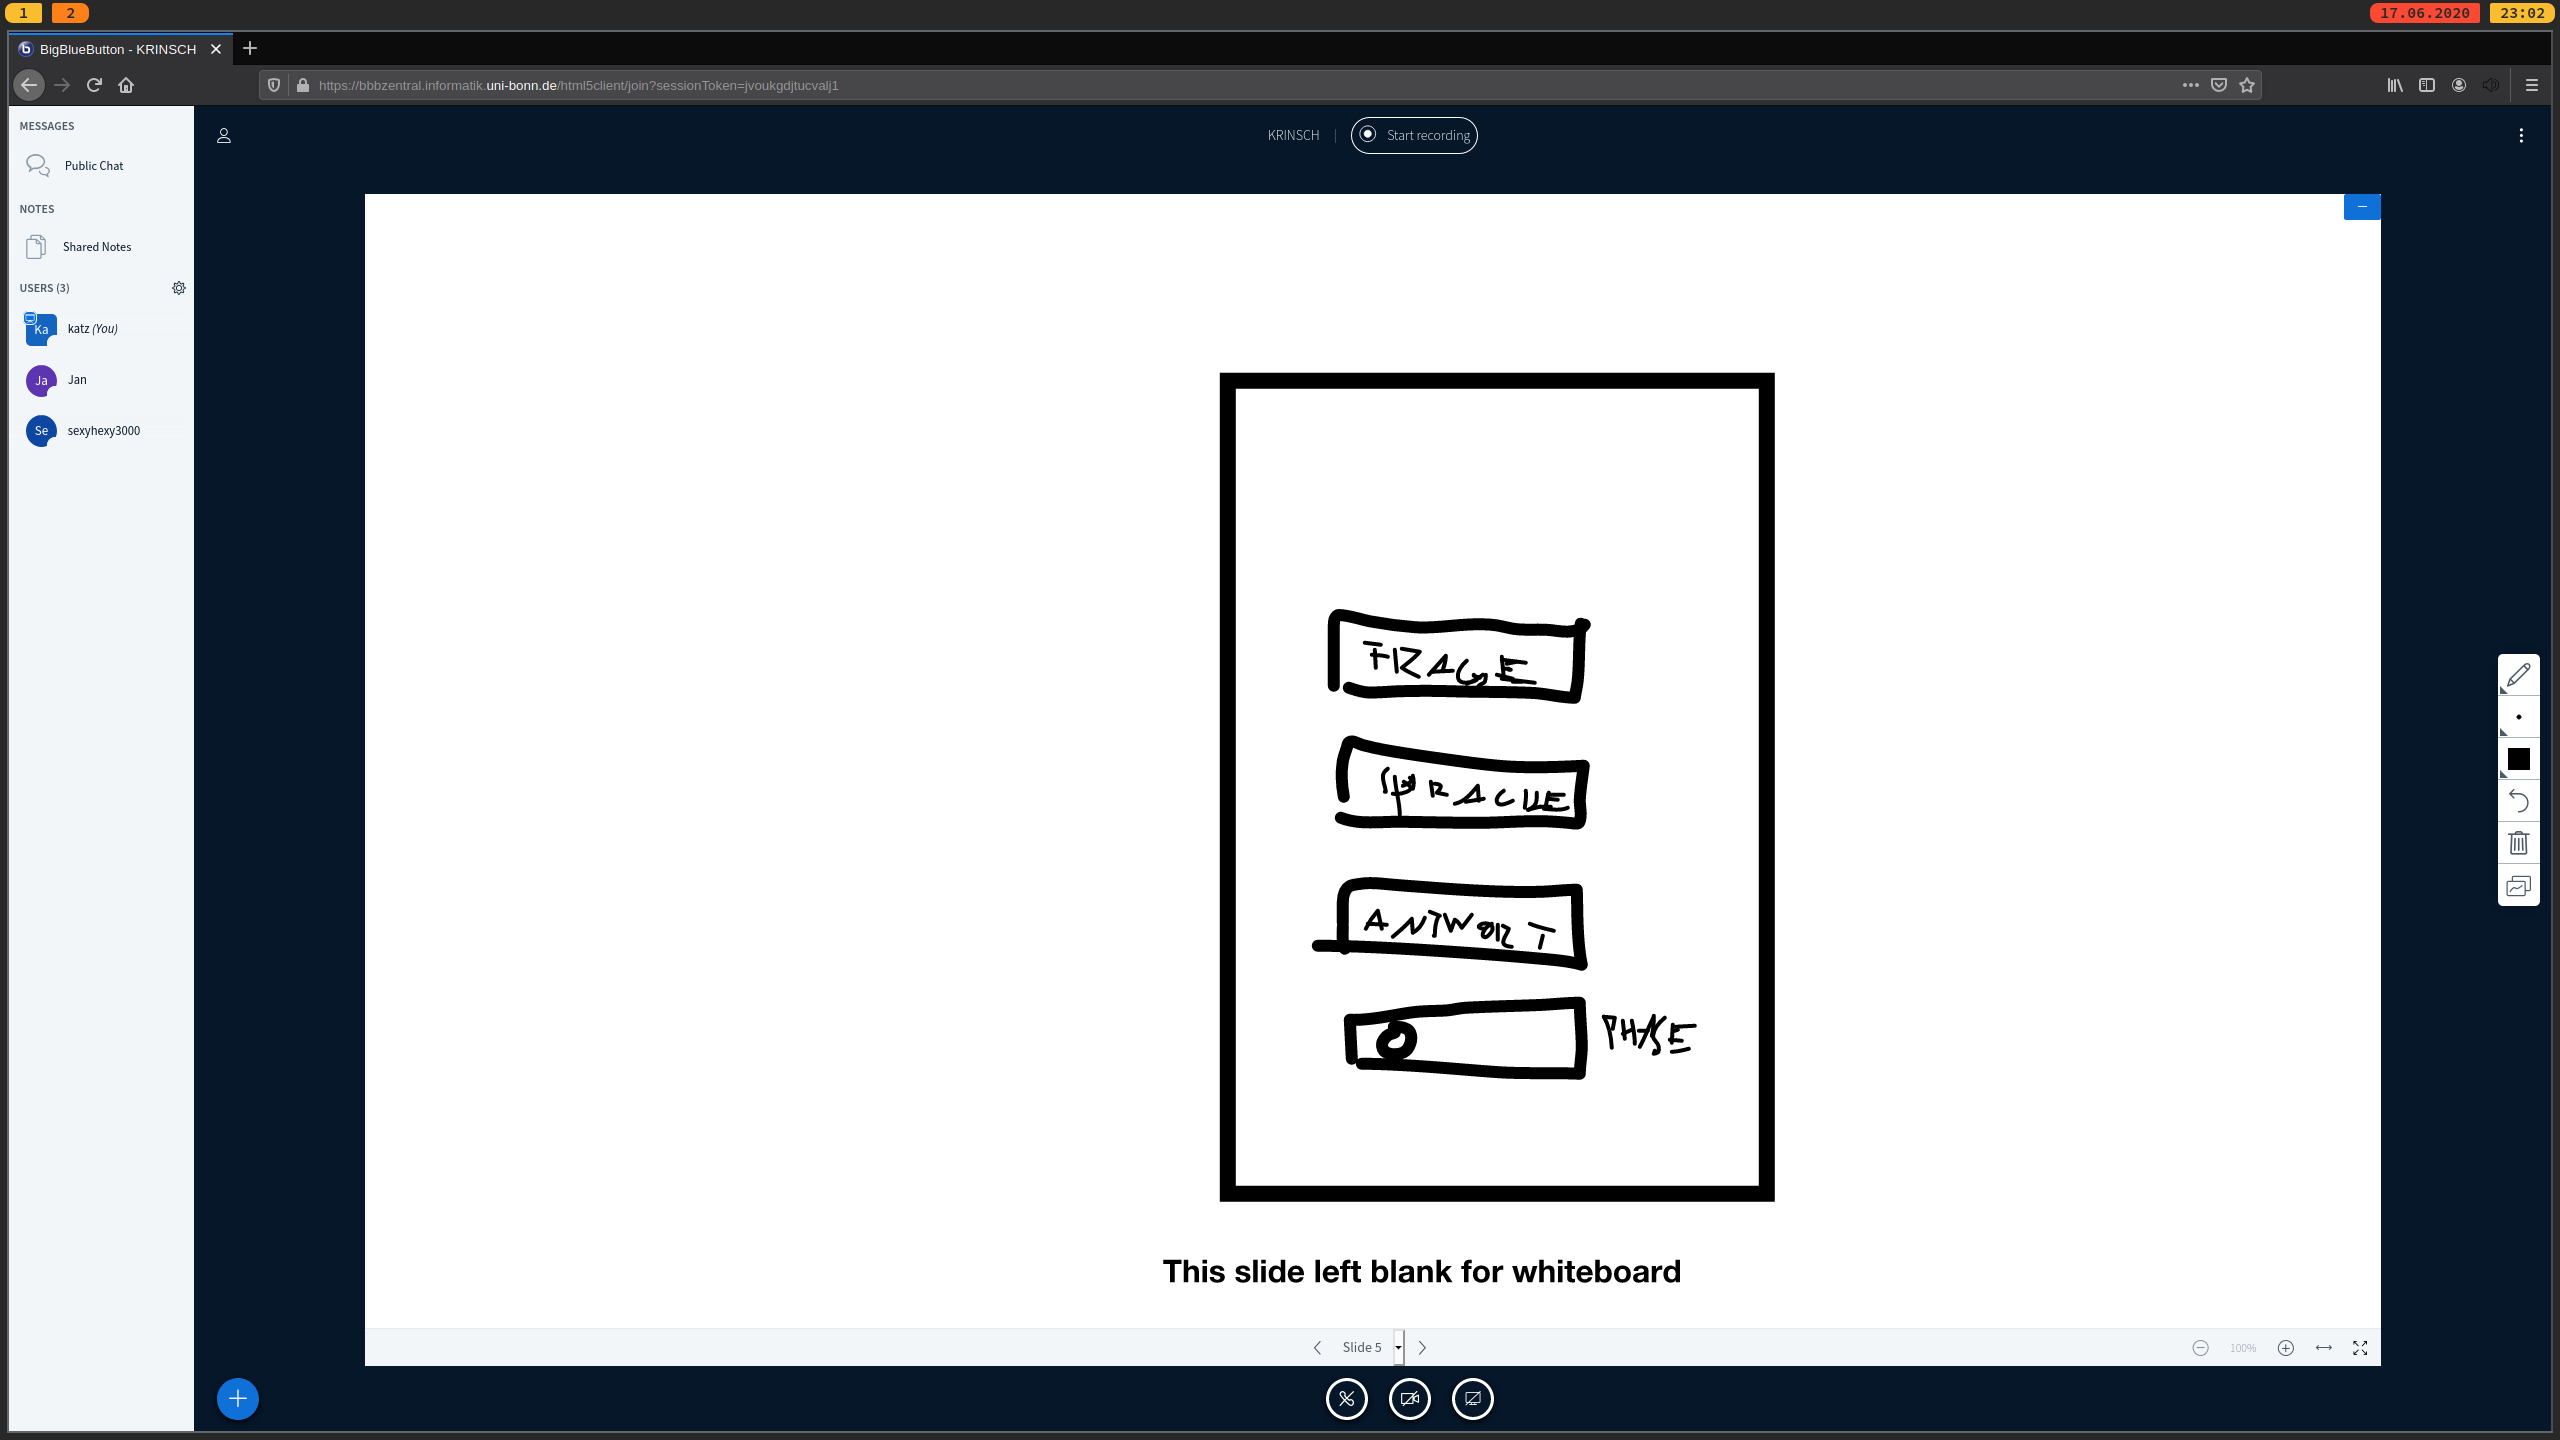 1 2 17.06.2020 23:02
BigBlueButton - KRINSCH
https://bbbzentral.informatik.uni-bonn.de/html5client/join?sessionToken=jvoukgdjtucvalj1
MESSAGES
Public Chat
NOTES
Shared Notes
USERS (3)
Ka katz (You)
Ja Jan
Se sexyhexy3000
KRINSCH | Start recording
FRAGE
SPRACHE
ANTWORT
PHASE
This slide left blank for whiteboard
Slide 5
100%